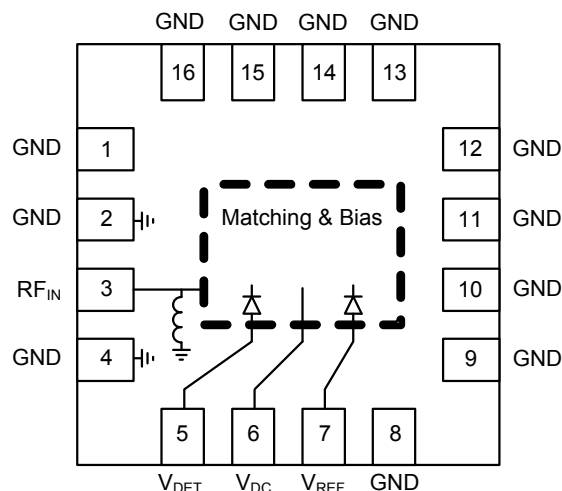 GND GND GND GND
16 15 14 13
GND 1 12 GND
GND 2 11 GND
Matching & Bias
RFIN 3 10 GND
GND 4 9 GND
5 6 7 8
VDET VDC VREF GND